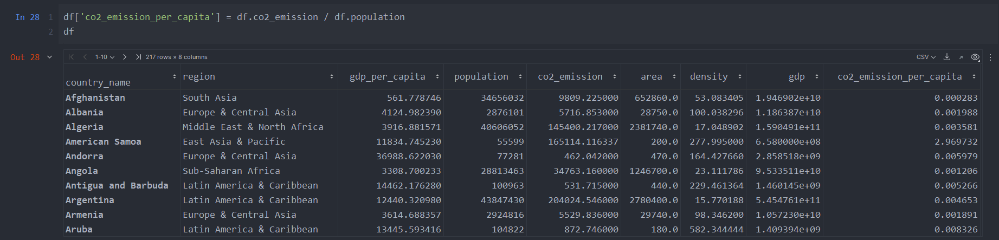 In 28 1 df['co2_emission_per_capita'] = df.co2_emission / df.population
2 df
Out 28 1-10 217 rows × 8 columns CSV
country_name region gdp_per_capita population co2_emission area density gdp co2_emission_per_capita
Afghanistan South Asia 561.778746 34656032 9809.225000 652860.0 53.083405 1.946902e+10 0.000283
Albania Europe & Central Asia 4124.982390 2876101 5716.853000 28750.0 100.038296 1.186387e+10 0.001988
Algeria Middle East & North Africa 3916.881571 40606052 145400.217000 2381740.0 17.048902 1.590491e+11 0.003581
American Samoa East Asia & Pacific 11834.745230 55599 165114.116337 200.0 277.995000 6.580000e+08 2.969732
Andorra Europe & Central Asia 36988.622030 77281 462.042000 470.0 164.427660 2.858518e+09 0.005979
Angola Sub-Saharan Africa 3308.700233 28813463 34763.160000 1246700.0 23.111786 9.533511e+10 0.001206
Antigua and Barbuda Latin America & Caribbean 14462.176280 100963 531.715000 440.0 229.461364 1.460145e+09 0.005266
Argentina Latin America & Caribbean 12440.320980 43847430 204024.546000 2780400.0 15.770188 5.454761e+11 0.004653
Armenia Europe & Central Asia 3614.688357 2924816 5529.836000 29740.0 98.346200 1.057230e+10 0.001891
Aruba Latin America & Caribbean 13445.593416 104822 872.746000 180.0 582.344444 1.409394e+09 0.008326